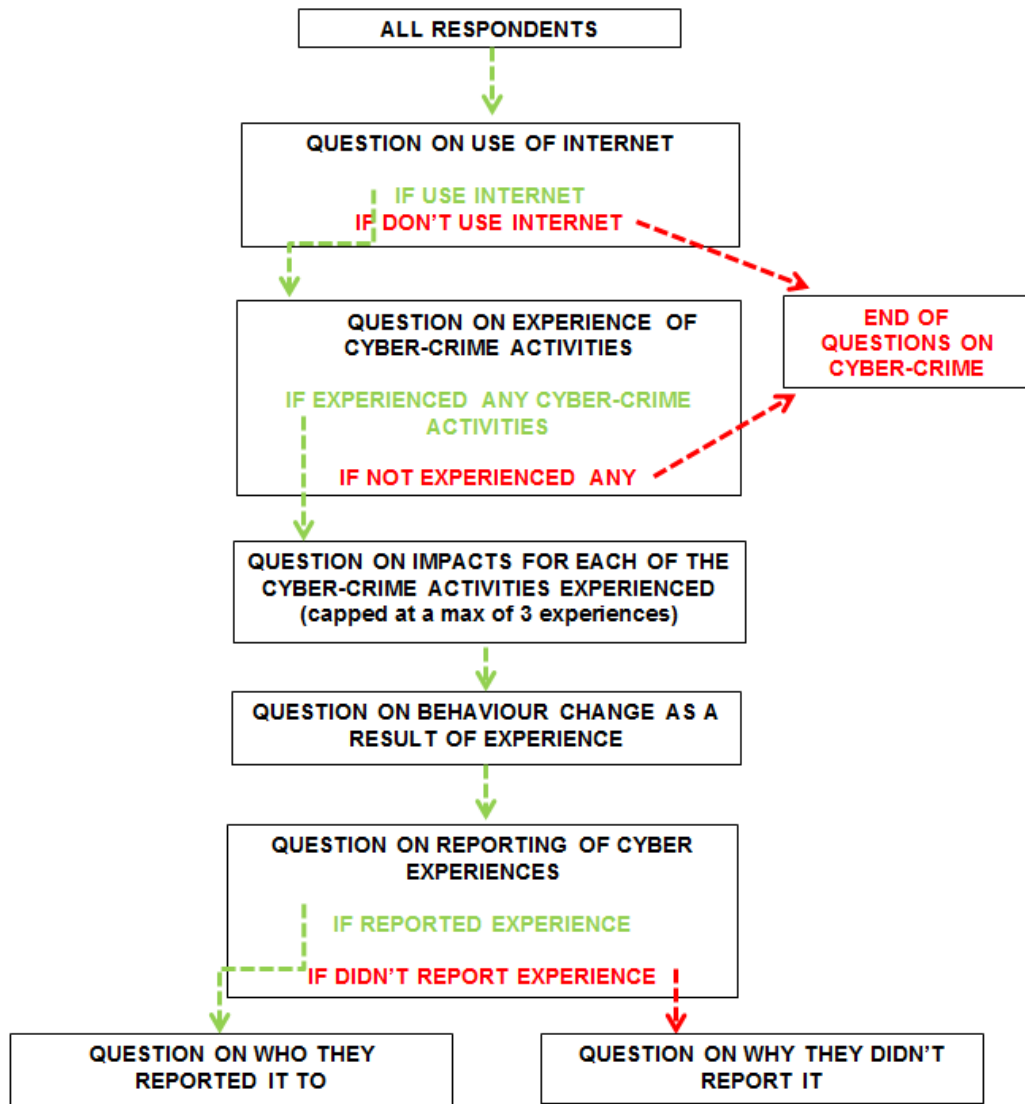 ALL RESPONDENTS
QUESTION ON USE OF INTERNET
IF USE INTERNET
IF DON'T USE INTERNET
QUESTION ON EXPERIENCE OF
CYBER-CRIME ACTIVITIES
IF EXPERIENCED ANY CYBER-CRIME
ACTIVITIES
IF NOT EXPERIENCED ANY
END OF
QUESTIONS ON
CYBER-CRIME
QUESTION ON IMPACTS FOR EACH OF THE
CYBER-CRIME ACTIVITIES EXPERIENCED
(capped at a max of 3 experiences)
QUESTION ON BEHAVIOUR CHANGE AS A
RESULT OF EXPERIENCE
QUESTION ON REPORTING OF CYBER
EXPERIENCES
IF REPORTED EXPERIENCE
IF DIDN'T REPORT EXPERIENCE
QUESTION ON WHO THEY
REPORTED IT TO
QUESTION ON WHY THEY DIDN'T
REPORT IT